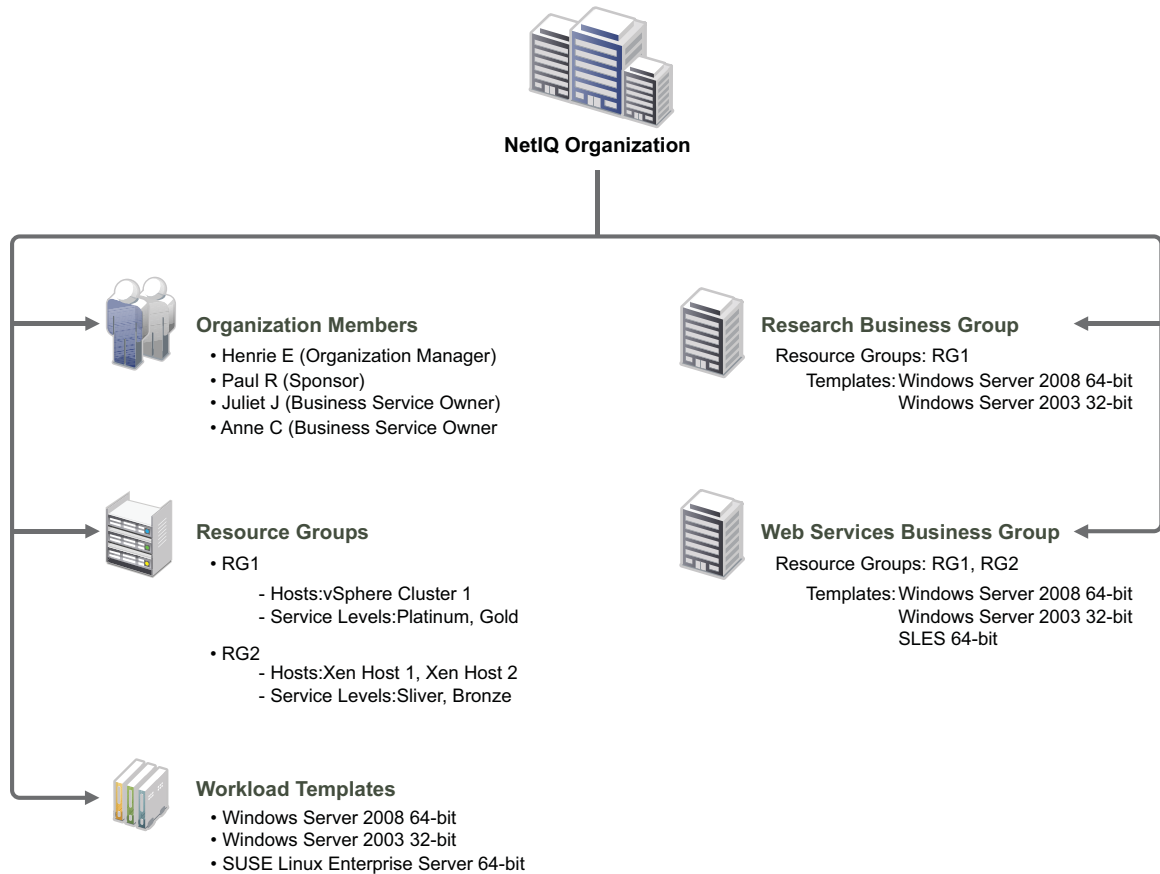 NetIQ Organization
Organization Members
• Henrie E (Organization Manager)
• Paul R (Sponsor)
• Juliet J (Business Service Owner)
• Anne C (Business Service Owner
Resource Groups
• RG1
- Hosts:vSphere Cluster 1
- Service Levels:Platinum, Gold
• RG2
- Hosts:Xen Host 1, Xen Host 2
- Service Levels:Sliver, Bronze
Workload Templates
• Windows Server 2008 64-bit
• Windows Server 2003 32-bit
• SUSE Linux Enterprise Server 64-bit
Research Business Group
Resource Groups: RG1
Templates: Windows Server 2008 64-bit
Windows Server 2003 32-bit
Web Services Business Group
Resource Groups: RG1, RG2
Templates: Windows Server 2008 64-bit
Windows Server 2003 32-bit
SLES 64-bit